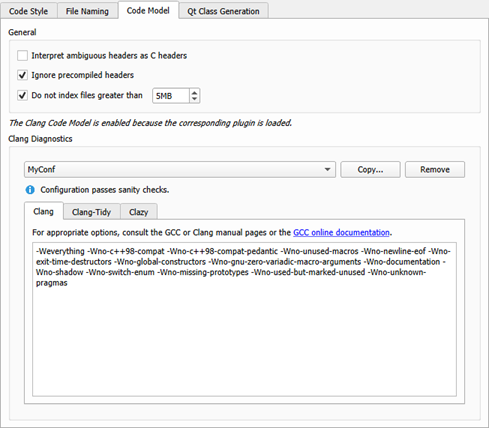 Code Style File Naming Code Model Qt Class Generation
General
Interpret ambiguous headers as C headers
Ignore precompiled headers
Do not index files greater than 5MB
The Clang Code Model is enabled because the corresponding plugin is loaded.
Clang Diagnostics
MyConf Copy... Remove
Configuration passes sanity checks.
Clang Clang-Tidy Clazy
For appropriate options, consult the GCC or Clang manual pages or the GCC online documentation.
-Weverything -Wno-c++98-compat -Wno-c++98-compat-pedantic -Wno-unused-macros -Wno-newline-eof -Wno-
exit-time-destructors -Wno-global-constructors -Wno-gnu-zero-variadic-macro-arguments -Wno-documentation -
Wno-shadow -Wno-switch-enum -Wno-missing-prototypes -Wno-used-but-marked-unused -Wno-unknown-
pragmas